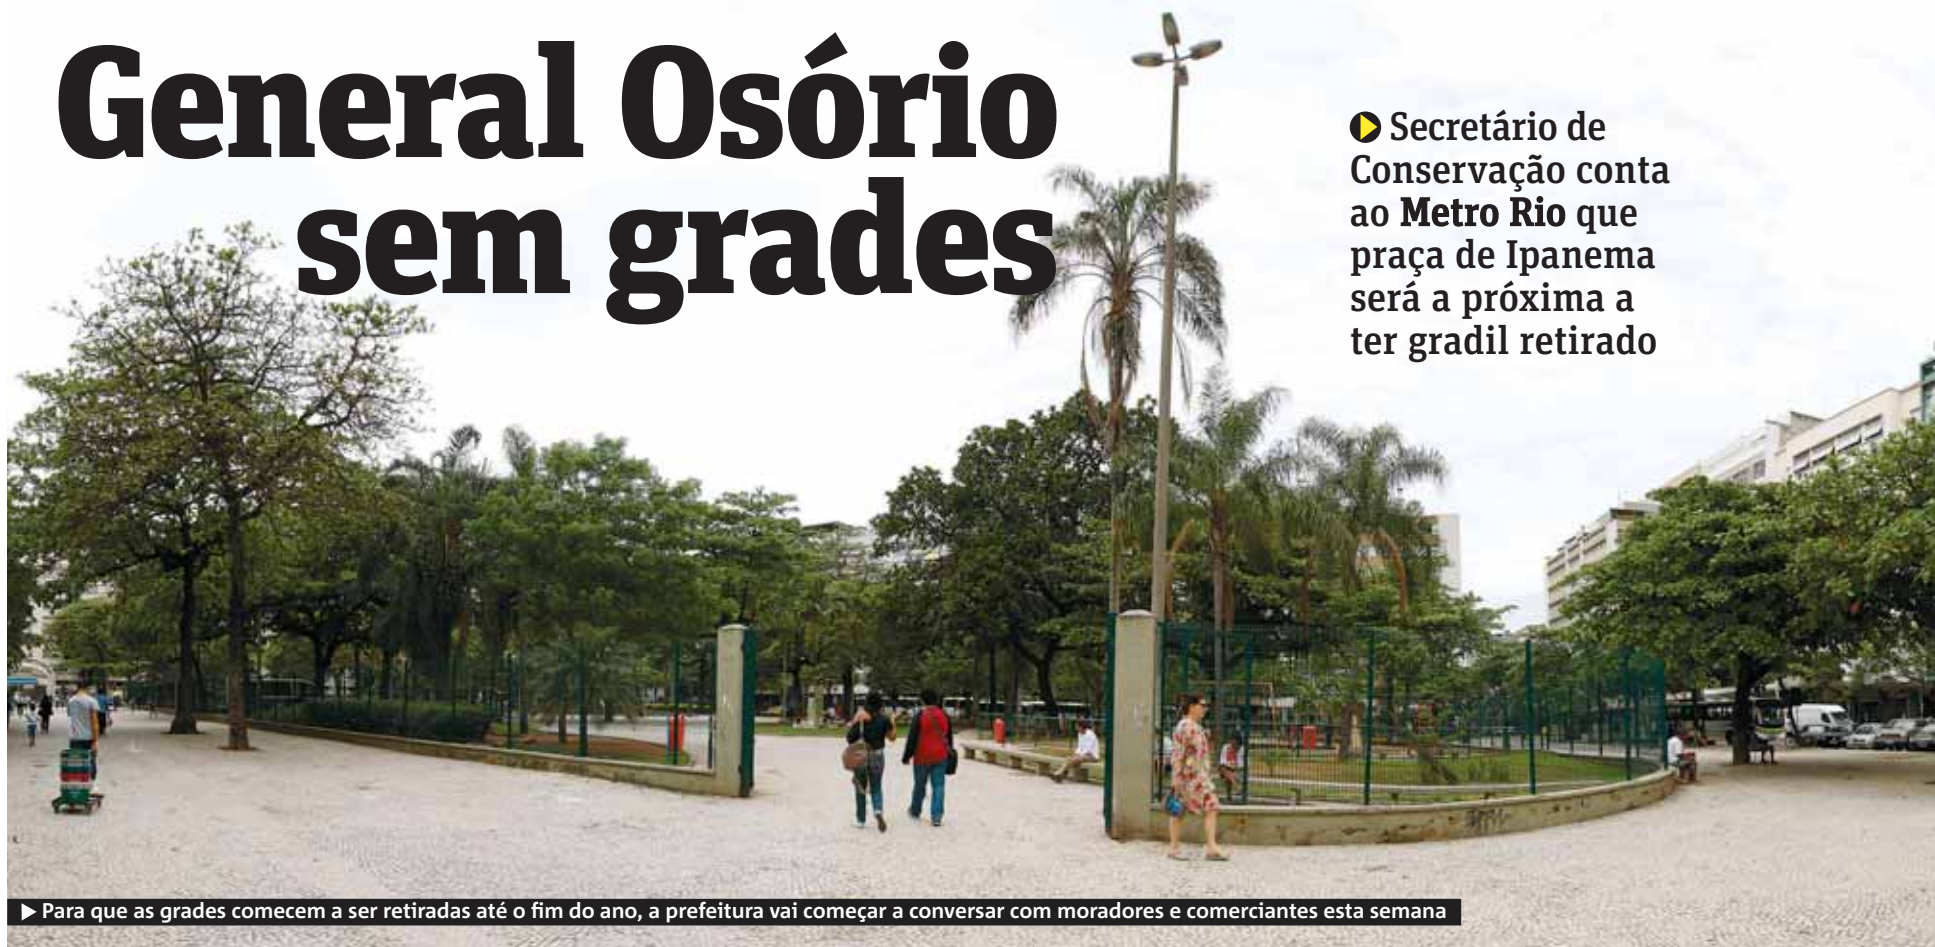 General Osório
sem grades
Secretário de
Conservação conta
ao Metro Rio que
praça de Ipanema
será a próxima a
ter gradil retirado
Para que as grades comecem a ser retiradas até o fim do ano, a prefeitura vai começar a conversar com moradores e comerciantes esta semana